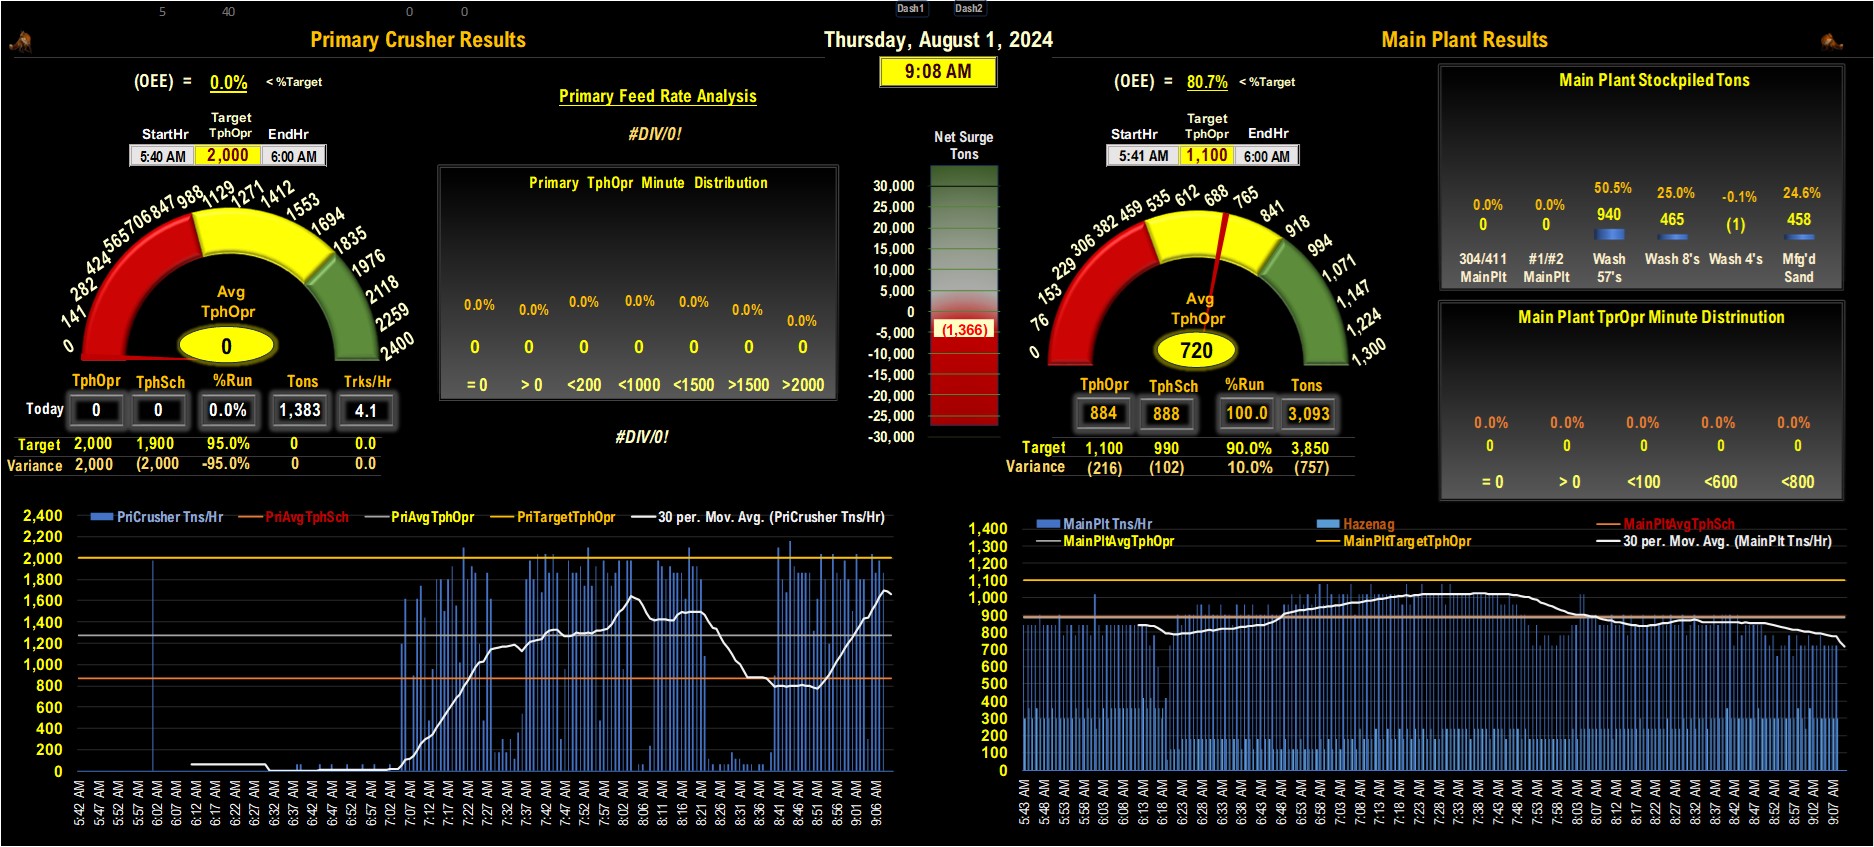 5 40 0 0 Dash1 Dash2
Primary Crusher Results
Thursday, August 1, 2024
Main Plant Results
9:08 AM
(OEE) = 0.0% < %Target
Target
StartHr TphOpr EndHr
5:40 AM 2,000 6:00 AM
0 141 282 424 565 706 847 988 1129 1271 1412 1553 1694 1835 1976 2118 2259 2400
Avg
TphOpr
0
TphOpr TphSch %Run Tons Trks/Hr
Today 0 0 0.0% 1,383 4.1
Target 2,000 1,900 95.0% 0 0.0
Variance 2,000 (2,000 -95.0% 0 0.0
Primary Feed Rate Analysis
#DIV/0!
Primary TphOpr Minute Distribution
0.0% 0.0% 0.0% 0.0% 0.0% 0.0% 0.0%
0 0 0 0 0 0 0
= 0 > 0 <200 <1000 <1500 >1500 >2000
#DIV/0!
Net Surge
Tons
30,000
25,000
20,000
15,000
10,000
5,000
0
-5,000
-10,000
-15,000
-20,000
-25,000
-30,000
(1,366)
(OEE) = 80.7% < %Target
Target
StartHr TphOpr EndHr
5:41 AM 1,100 6:00 AM
0 76 153 229 306 382 459 535 612 688 765 841 918 994 1,071 1,147 1,224 1,300
Avg
TphOpr
720
TphOpr TphSch %Run Tons
884 888 100.0 3,093
Target 1,100 990 90.0% 3,850
Variance (216) (102) 10.0% (757)
Main Plant Stockpiled Tons
0.0% 0.0% 50.5% 25.0% -0.1% 24.6%
0 0 940 465 (1) 458
304/411 #1/#2 Wash Wash 8's Wash 4's Mfg'd
MainPlt MainPlt 57's Sand
Main Plant TprOpr Minute Distrinution
0.0% 0.0% 0.0% 0.0% 0.0%
0 0 0 0 0
= 0 > 0 <100 <600 <800
PriCrusher Tns/Hr PriAvgTphSch PriAvgTphOpr PriTargetTphOpr 30 per. Mov. Avg. (PriCrusher Tns/Hr)
2,400
2,200
2,000
1,800
1,600
1,400
1,200
1,000
800
600
400
200
0
5:42 AM 5:47 AM 5:52 AM 5:57 AM 6:02 AM 6:07 AM 6:12 AM 6:17 AM 6:22 AM 6:27 AM 6:32 AM 6:37 AM 6:42 AM 6:47 AM 6:52 AM 6:57 AM 7:02 AM 7:07 AM 7:12 AM 7:17 AM 7:22 AM 7:27 AM 7:32 AM 7:37 AM 7:42 AM 7:47 AM 7:52 AM 7:57 AM 8:02 AM 8:06 AM 8:11 AM 8:16 AM 8:21 AM 8:26 AM 8:31 AM 8:36 AM 8:41 AM 8:46 AM 8:51 AM 9:01 AM 9:06 AM
MainPlt Tns/Hr Hazenag MainPltAvgTphSch
MainPltAvgTphOpr MainPltTargetTphOpr 30 per. Mov. Avg. (MainPlt Tns/Hr)
1,400
1,300
1,200
1,100
1,000
900
800
700
600
500
400
300
200
100
0
5:43 AM 5:48 AM 5:53 AM 5:58 AM 6:03 AM 6:08 AM 6:13 AM 6:18 AM 6:23 AM 6:28 AM 6:33 AM 6:38 AM 6:43 AM 6:48 AM 6:53 AM 6:58 AM 7:03 AM 7:08 AM 7:13 AM 7:18 AM 7:23 AM 7:28 AM 7:33 AM 7:38 AM 7:43 AM 7:48 AM 7:53 AM 7:58 AM 8:03 AM 8:07 AM 8:12 AM 8:17 AM 8:22 AM 8:27 AM 8:32 AM 8:37 AM 8:42 AM 8:47 AM 8:52 AM 8:57 AM 9:02 AM 9:07 AM